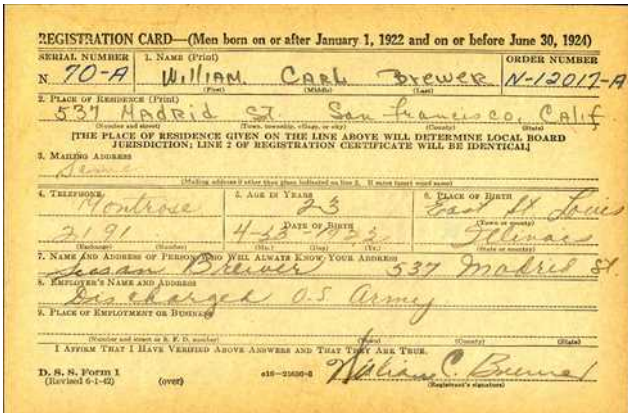 REGISTRATION CARD—(Men born on or after January 1, 1922 and on or before June 30, 1924)
SERIAL NUMBER 1. NAME (Print) ORDER NUMBER
N 70-A WILLIAM CARL BREWER N-12017-A
(First) (Middle) (Last)
2. PLACE OF RESIDENCE (Print)
537 MADRID ST. San Francisco, CALIF
(Number and street) (Town, township, village, or city) (County) (State)
[THE PLACE OF RESIDENCE GIVEN ON THE LINE ABOVE WILL DETERMINE LOCAL BOARD
JURISDICTION; LINE 2 OF REGISTRATION CERTIFICATE WILL BE IDENTICAL]
3. MAILING ADDRESS
Same
(Mailing address if other than place indicated on line 2. If same insert word same)
4. TELEPHONE 5. AGE IN YEARS 6. PLACE OF BIRTH
Montrose 23 East St. Louis
DATE OF BIRTH (Town or county)
2191 Illinois
(Exchange) (Number) (Mo.) (Day) (Yr.) (State or country)
7. NAME AND ADDRESS OF PERSON WHO WILL ALWAYS KNOW YOUR ADDRESS
Susan Brewer 537 Madrid St.
8. EMPLOYER'S NAME AND ADDRESS
Discharged U.S Army
9. PLACE OF EMPLOYMENT OR BUSINESS
(Number and street or R. F. D. number) (Town) (County) (State)
I AFFIRM THAT I HAVE VERIFIED ABOVE ANSWERS AND THAT THEY ARE TRUE.
D. S. S. Form 1 William C. Brewer
(Revised 6-1-42) (over) (Registrant's signature)